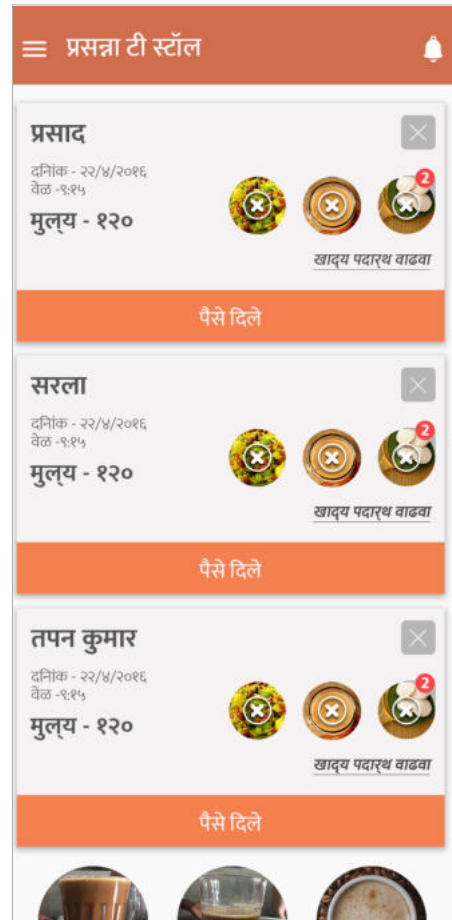 प्रसन्ना टी स्टॉल
प्रसाद
दनिांक - २२/४/२०१६
वेळ -९:१५
2
मुल्‌य - १२०
खाद्‌य पदार्‌थ वाढवा
पैसे दिले
सरला
दनिांक - २२/४/२०१६
वेळ -९:१५
2
मुल्‌य - १२०
खाद्‌य पदार्‌थ वाढवा
पैसे दिले
तपन कुमार
दनिांक - २२/४/२०१६
वेळ -९:१५
2
मुल्‌य - १२०
खाद्‌य पदार्‌थ वाढवा
पैसे दिले